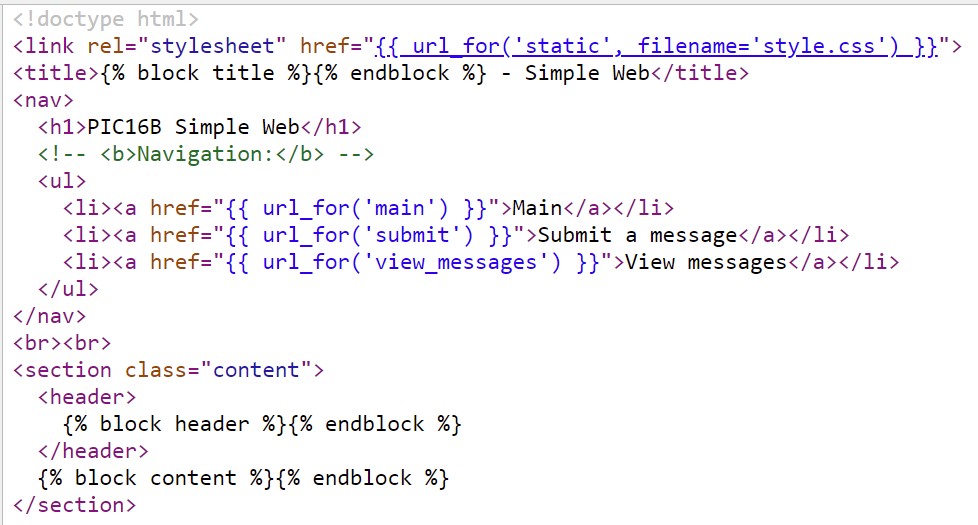 <!doctype html>
<link rel="stylesheet" href="{{ url_for('static', filename='style.css') }}">
<title>{% block title %}{% endblock %} - Simple Web</title>
<nav>
  <h1>PIC16B Simple Web</h1>
  <!-- <b>Navigation:</b> -->
  <ul>
    <li><a href="{{ url_for('main') }}">Main</a></li>
    <li><a href="{{ url_for('submit') }}">Submit a message</a></li>
    <li><a href="{{ url_for('view_messages') }}">View messages</a></li>
  </ul>
</nav>
<br><br>
<section class="content">
  <header>
    {% block header %}{% endblock %}
  </header>
  {% block content %}{% endblock %}
</section>